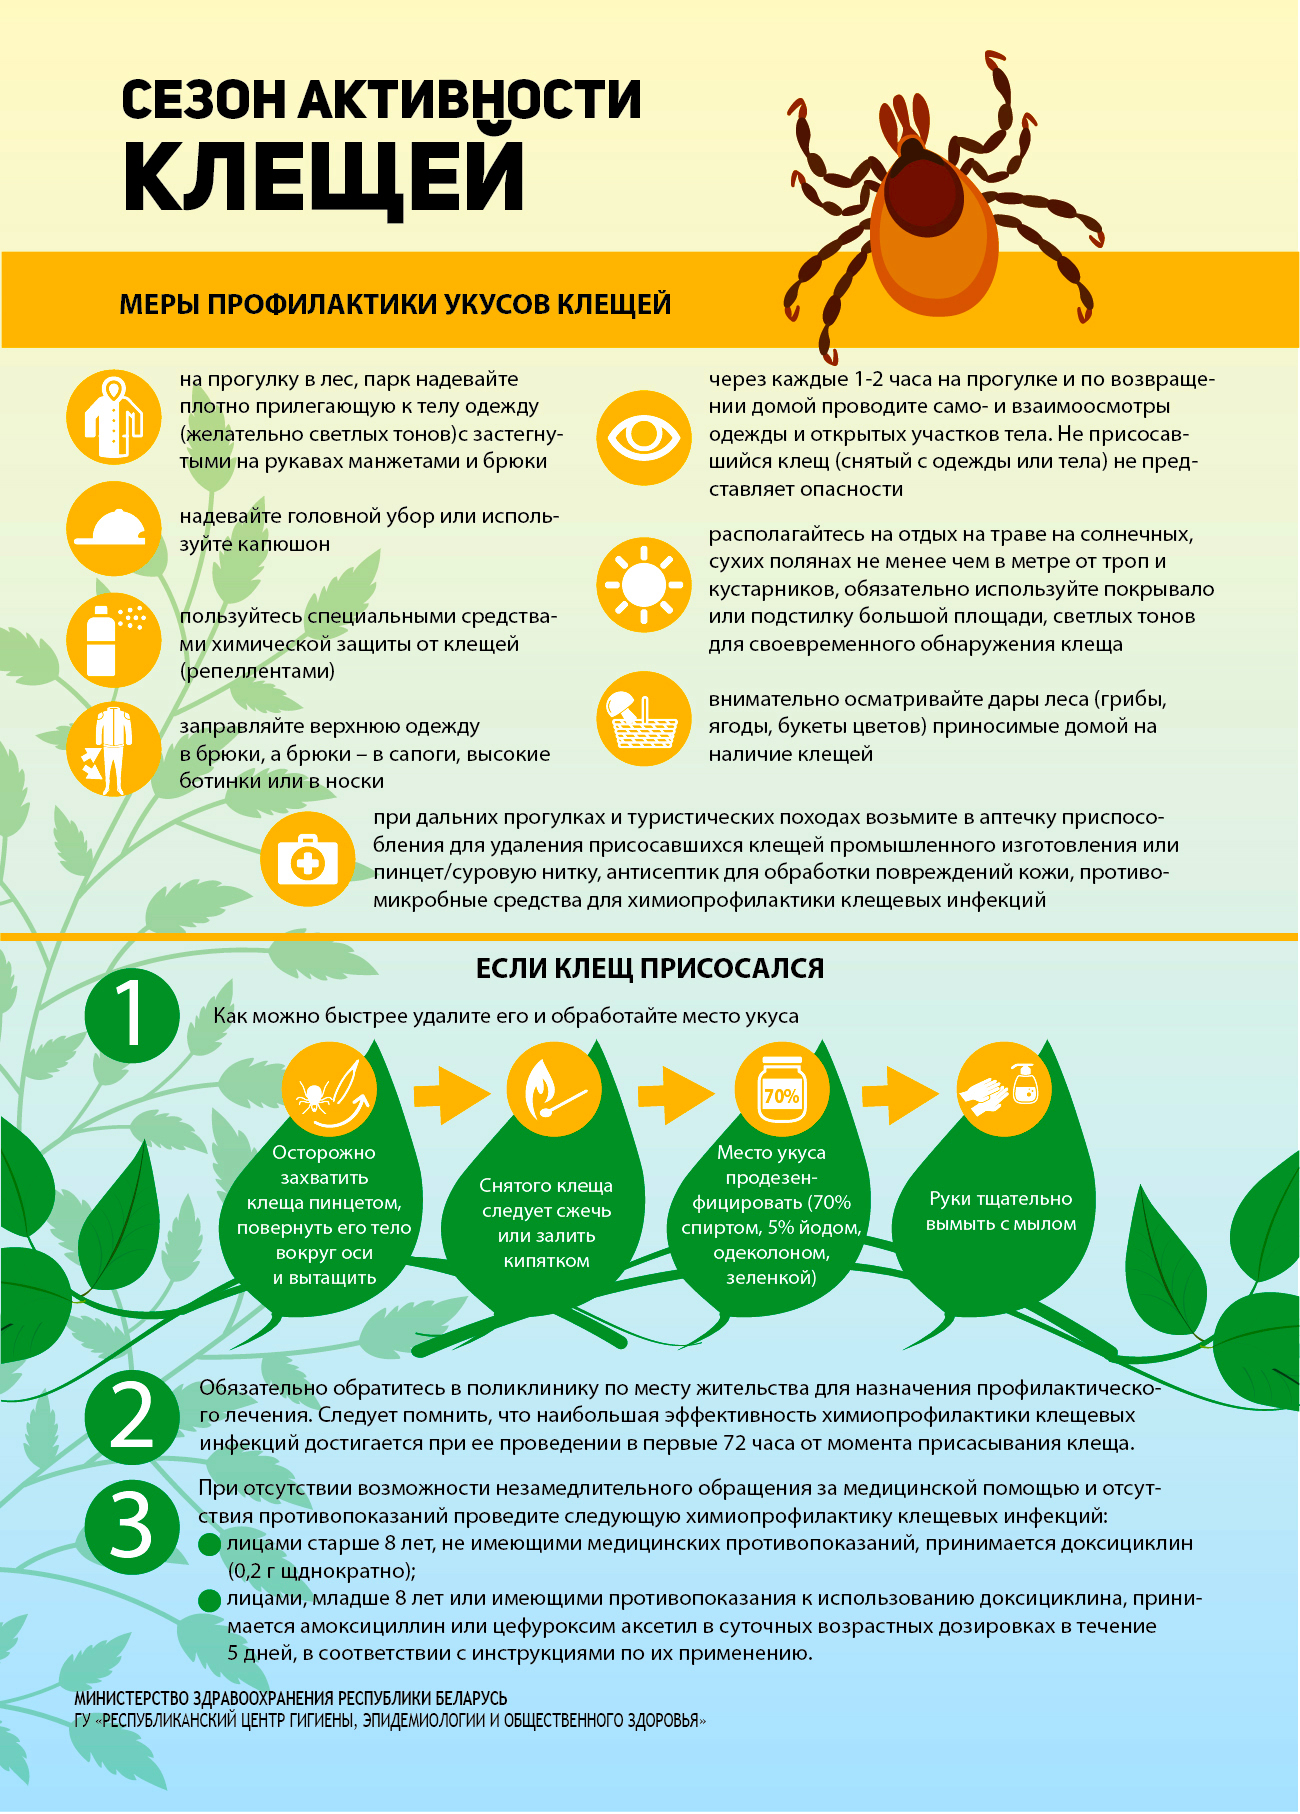 СЕЗОН АКТИВНОСТИ
КЛЕЩЕЙ
МЕРЫ ПРОФИЛАКТИКИ УКУСОВ КЛЕЩЕЙ
на прогулку в лес, парк надевайте
плотно прилегающую к телу одежду
(желательно светлых тонов)с застегну-
тыми на рукавах манжетами и брюки
надевайте головной убор или исполь-
зуйте капюшон
пользуйтесь специальными средства-
ми химической защиты от клещей
(репеллентами)
заправляйте верхнюю одежду
в брюки, а брюки – в сапоги, высокие
ботинки или в носки
через каждые 1-2 часа на прогулке и по возвраще-
нии домой проводите само- и взаимоосмотры
одежды и открытых участков тела. Не присосав-
шийся клещ (снятый с одежды или тела) не пред-
ставляет опасности
располагайтесь на отдых на траве на солнечных,
сухих полянах не менее чем в метре от троп и
кустарников, обязательно используйте покрывало
или подстилку большой площади, светлых тонов
для своевременного обнаружения клеща
внимательно осматривайте дары леса (грибы,
ягоды, букеты цветов) приносимые домой на
наличие клещей
при дальних прогулках и туристических походах возьмите в аптечку приспосо-
бления для удаления присосавшихся клещей промышленного изготовления или
пинцет/суровую нитку, антисептик для обработки повреждений кожи, противо-
микробные средства для химиопрофилактики клещевых инфекций
ЕСЛИ КЛЕЩ ПРИСОСАЛСЯ
1
Как можно быстрее удалите его и обработайте место укуса
Осторожно
захватить
клеща пинцетом,
повернуть его тело
вокруг оси
и вытащить
Снятого клеща
следует сжечь
или залить
кипятком
70%
Место укуса
продезен-
фицировать (70%
спиртом, 5% йодом,
одеколоном,
зеленкой)
Руки тщательно
вымыть с мылом
2
Обязательно обратитесь в поликлинику по месту жительства для назначения профилактическо-
го лечения. Следует помнить, что наибольшая эффективность химиопрофилактики клещевых
инфекций достигается при ее проведении в первые 72 часа от момента присасывания клеща.
3
При отсутствии возможности незамедлительного обращения за медицинской помощью и отсут-
ствия противопоказаний проведите следующую химиопрофилактику клещевых инфекций:
лицами старше 8 лет, не имеющими медицинских противопоказаний, принимается доксициклин
(0,2 г щднократно);
лицами, младше 8 лет или имеющими противопоказания к использованию доксициклина, прини-
мается амоксициллин или цефуроксим аксетил в суточных возрастных дозировках в течение
5 дней, в соответствии с инструкциями по их применению.
МИНИСТЕРСТВО ЗДРАВООХРАНЕНИЯ РЕСПУБЛИКИ БЕЛАРУСЬ
ГУ «РЕСПУБЛИКАНСКИЙ ЦЕНТР ГИГИЕНЫ, ЭПИДЕМИОЛОГИИ И ОБЩЕСТВЕННОГО ЗДОРОВЬЯ»